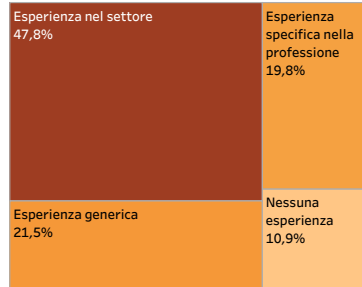 Esperienza nel settore
47,8%
Esperienza
specifica nella
professione
19,8%
Esperienza generica
21,5%
Nessuna
esperienza
10,9%